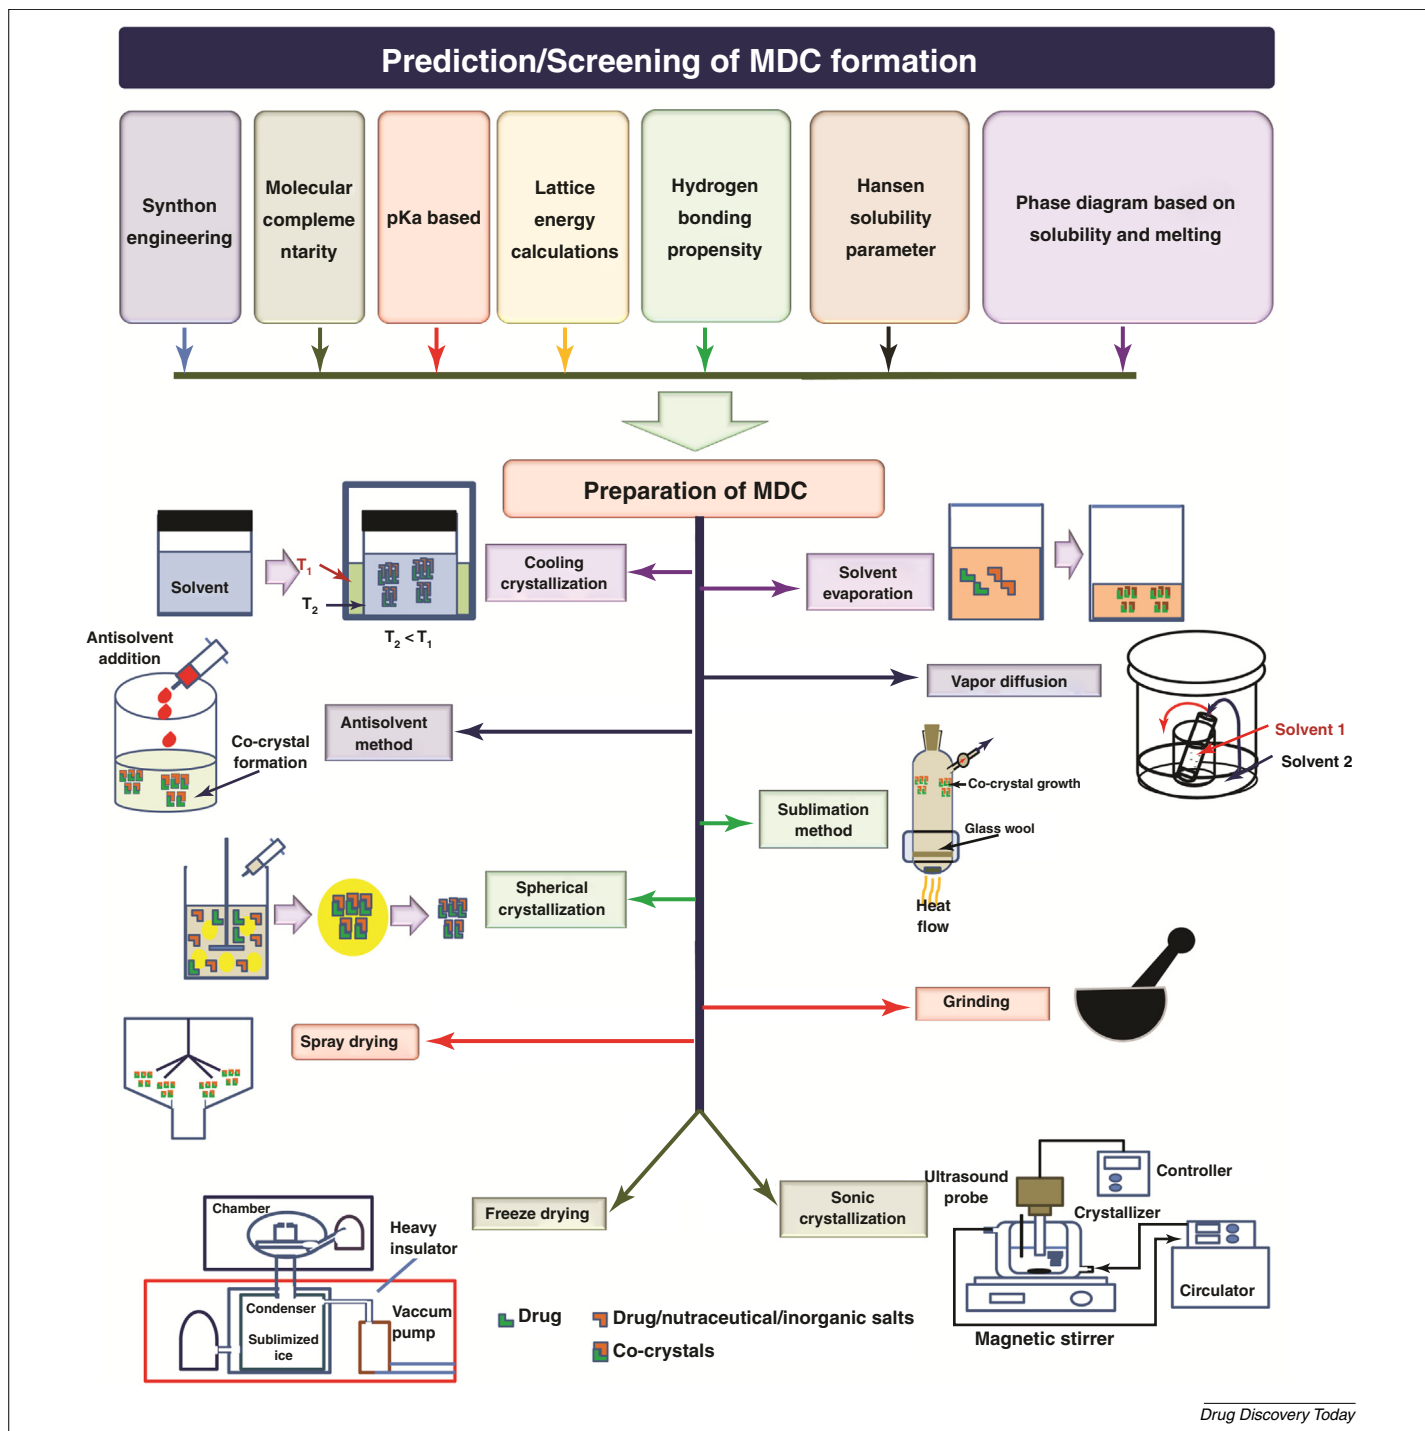 Prediction/Screening of MDC formation
Synthon
engineering
Molecular
compleme
ntarity
pKa based
Lattice
energy
calculations
Hydrogen
bonding
propensity
Hansen
solubility
parameter
Phase diagram based on
solubility and melting
Preparation of MDC
Solvent
T1
T2
T2 < T1
Cooling
crystallization
Solvent
evaporation
Antisolvent
addition
Co-crystal
formation
Antisolvent
method
Vapor diffusion
Solvent 1
Solvent 2
Sublimation
method
Co-crystal growth
Glass wool
Heat
flow
Spherical
crystallization
Grinding
Spray drying
Freeze drying
Sonic
crystallization
Ultrasound
probe
Controller
Crystallizer
Circulator
Magnetic stirrer
Chamber
Heavy
insulator
Condenser
Sublimized
ice
Vaccum
pump
Drug
Drug/nutraceutical/inorganic salts
Co-crystals
Drug Discovery Today